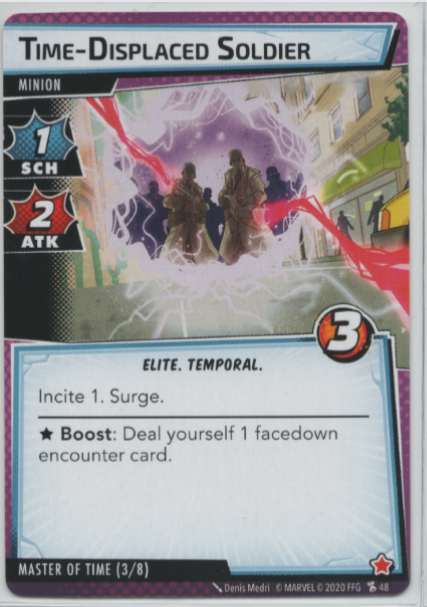 TIME-DISPLACED SOLDIER
MINION
1
SCH
2
ATK
3
ELITE. TEMPORAL.
Incite 1. Surge.
★ Boost: Deal yourself 1 facedown
encounter card.
MASTER OF TIME (3/8)
Denis Medri © MARVEL © 2020 FFG 48